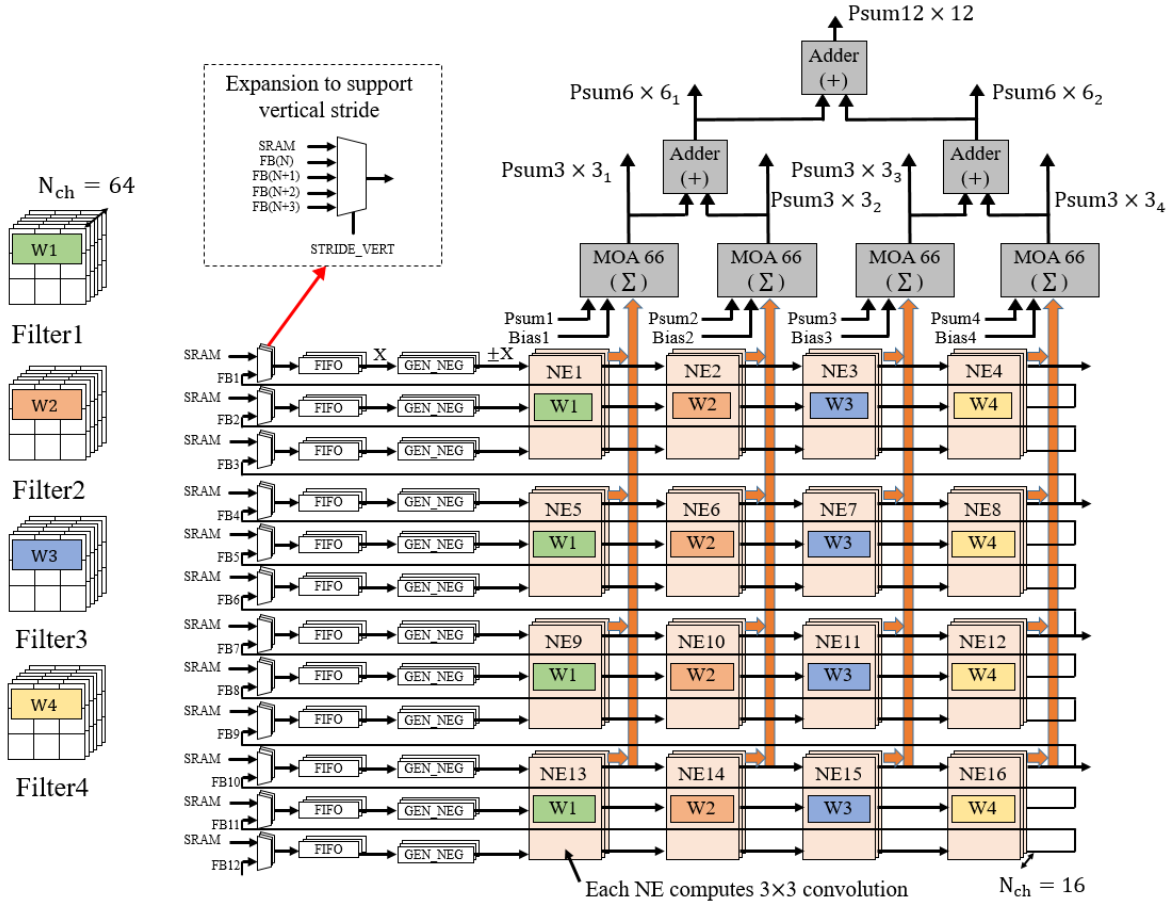 Psum12 × 12
Adder
(+)
Psum6 × 6₁
Psum6 × 6₂
Adder
(+)
Adder
(+)
Psum3 × 3₁
Psum3 × 3₂
Psum3 × 3₃
Psum3 × 3₄
MOA 66
( ∑ )
MOA 66
( ∑ )
MOA 66
( ∑ )
MOA 66
( ∑ )
Psum1
Bias1
Psum2
Bias2
Psum3
Bias3
Psum4
Bias4
Expansion to support
vertical stride
SRAM
FB(N)
FB(N+1)
FB(N+2)
FB(N+3)
STRIDE_VERT
N_ch = 64
W1
Filter1
W2
Filter2
W3
Filter3
W4
Filter4
SRAM
FB1
FIFO
X
GEN_NEG
±X
SRAM
FB2
FIFO
GEN_NEG
SRAM
FB3
FIFO
GEN_NEG
NE1
W1
NE2
W2
NE3
W3
NE4
W4
SRAM
FB4
FIFO
GEN_NEG
SRAM
FB5
FIFO
GEN_NEG
SRAM
FB6
FIFO
GEN_NEG
NE5
W1
NE6
W2
NE7
W3
NE8
W4
SRAM
FB7
FIFO
GEN_NEG
SRAM
FB8
FIFO
GEN_NEG
SRAM
FB9
FIFO
GEN_NEG
NE9
W1
NE10
W2
NE11
W3
NE12
W4
SRAM
FB10
FIFO
GEN_NEG
SRAM
FB11
FIFO
GEN_NEG
SRAM
FB12
FIFO
GEN_NEG
NE13
W1
NE14
W2
NE15
W3
NE16
W4
Each NE computes 3×3 convolution
N_ch = 16